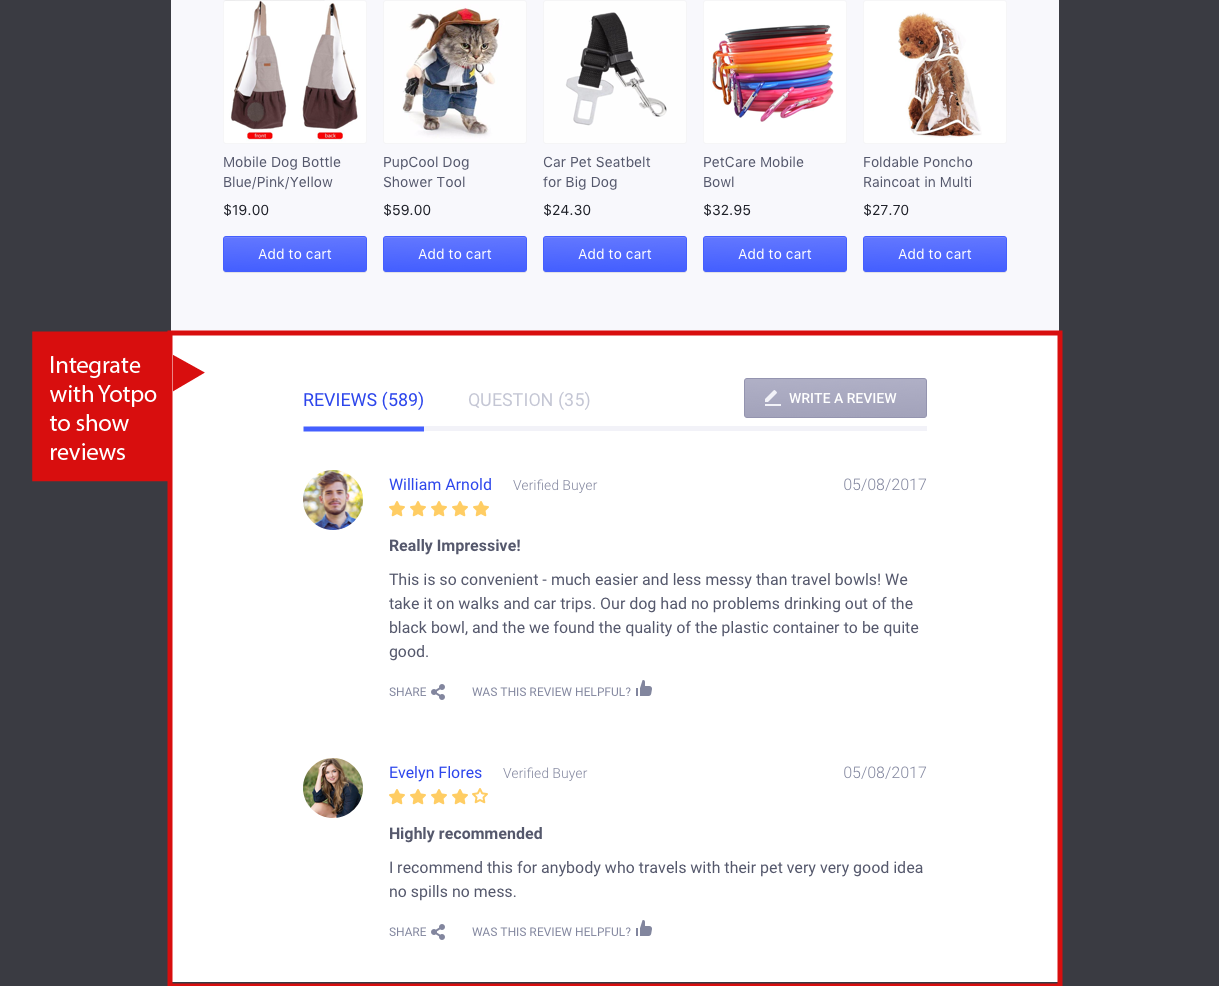 front
back
Mobile Dog Bottle
Blue/Pink/Yellow
$19.00
Add to cart
PupCool Dog
Shower Tool
$59.00
Add to cart
Car Pet Seatbelt
for Big Dog
$24.30
Add to cart
PetCare Mobile
Bowl
$32.95
Add to cart
Foldable Poncho
Raincoat in Multi
$27.70
Add to cart
Integrate
with Yotpo
to show
reviews
REVIEWS (589)
QUESTION (35)
WRITE A REVIEW
William Arnold Verified Buyer 05/08/2017
Really Impressive!
This is so convenient - much easier and less messy than travel bowls! We
take it on walks and car trips. Our dog had no problems drinking out of the
black bowl, and the we found the quality of the plastic container to be quite
good.
SHARE WAS THIS REVIEW HELPFUL?
Evelyn Flores Verified Buyer 05/08/2017
Highly recommended
I recommend this for anybody who travels with their pet very very good idea
no spills no mess.
SHARE WAS THIS REVIEW HELPFUL?